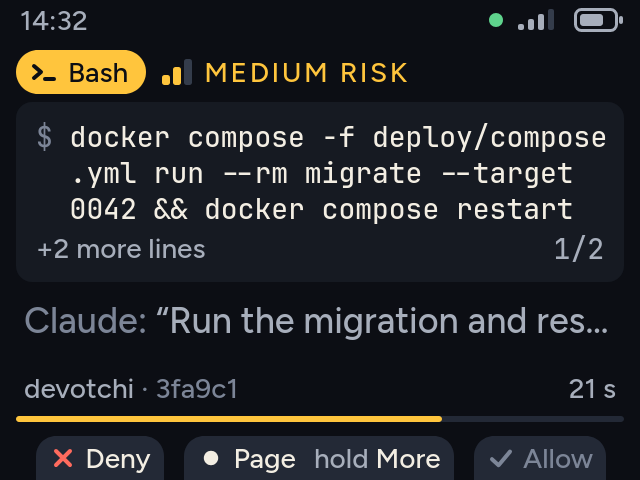 14:32
Bash MEDIUM RISK
$ docker compose -f deploy/compose
.yml run --rm migrate --target
0042 && docker compose restart
+2 more lines 1/2
Claude: “Run the migration and res…
devotchi · 3fa9c1 21 s
Deny Page hold More Allow